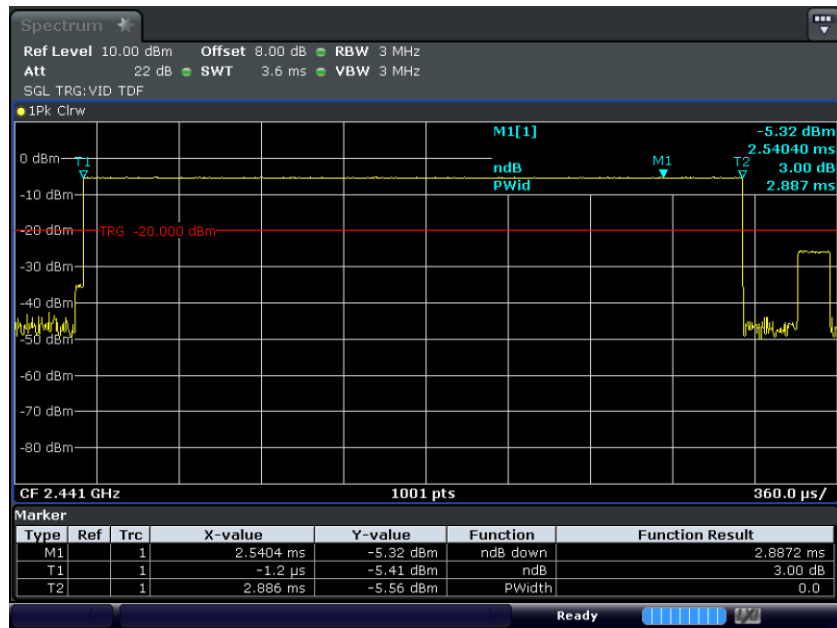 Spectrum
Ref Level 10.00 dBm Offset 8.00 dB RBW 3 MHz
Att 22 dB SWT 3.6 ms VBW 3 MHz
SGL TRG:VID TDF
1Pk Clrw
M1[1] -5.32 dBm
2.54040 ms
ndB 3.00 dB
PWid 2.887 ms
T1
M1
T2
0 dBm
-10 dBm
-20 dBm
TRG -20.000 dBm
-30 dBm
-40 dBm
-50 dBm
-60 dBm
-70 dBm
-80 dBm
CF 2.441 GHz 1001 pts 360.0 µs/
Marker
Type Ref Trc X-value Y-value Function Function Result
M1 1 2.5404 ms -5.32 dBm ndB down 2.8872 ms
T1 1 -1.2 µs -5.41 dBm ndB 3.00 dB
T2 1 2.886 ms -5.56 dBm PWidth 0.0
Ready